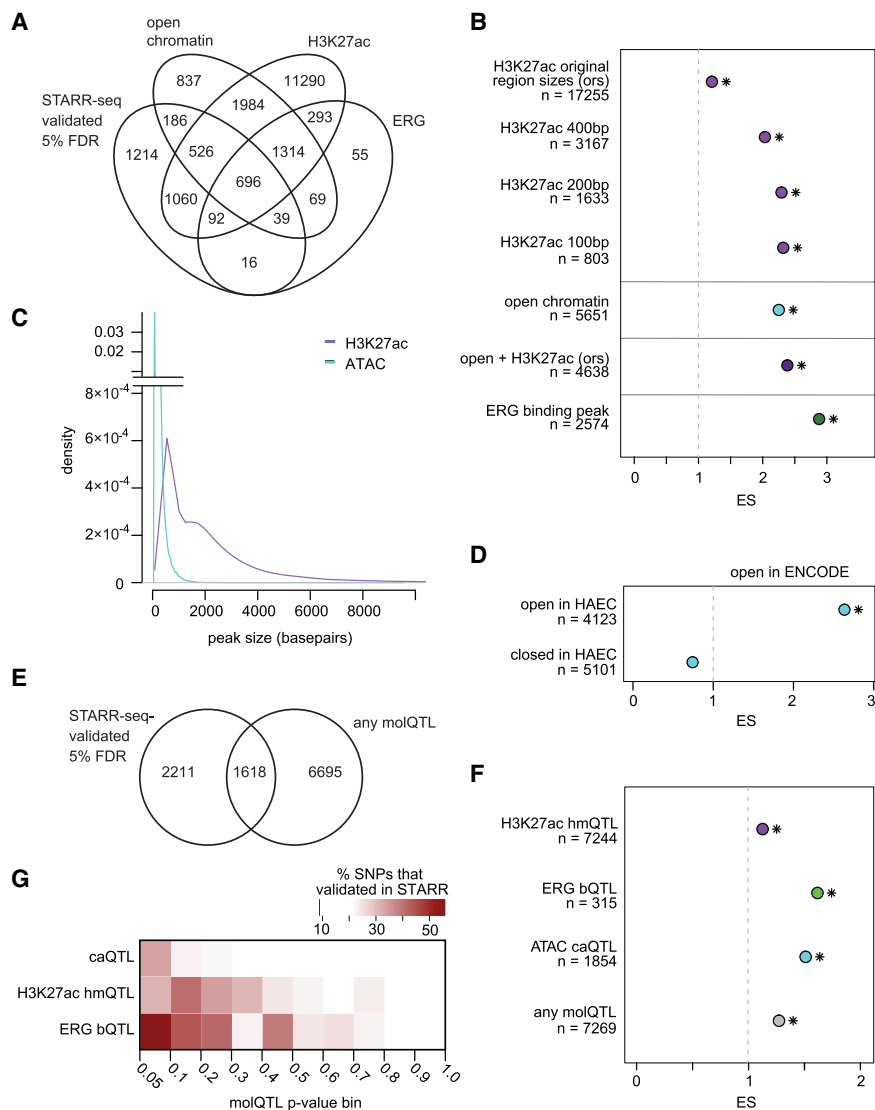 A
open
chromatin
H3K27ac
STARR-seq
validated
5% FDR
ERG
837
11290
1984
186
293
1214
526
1314
55
696
1060
69
92
39
16
B
H3K27ac original
region sizes (ors)
n = 17255
*
H3K27ac 400bp
n = 3167
*
H3K27ac 200bp
n = 1633
*
H3K27ac 100bp
n = 803
*
open chromatin
n = 5651
*
open + H3K27ac (ors)
n = 4638
*
ERG binding peak
n = 2574
*
0 1 2 3
ES
C
0.03
0.02
8×10-4
6×10-4
4×10-4
2×10-4
0
density
H3K27ac
ATAC
0 2000 4000 6000 8000
peak size (basepairs)
D
open in ENCODE
open in HAEC
n = 4123
*
closed in HAEC
n = 5101
0 1 2 3
ES
E
STARR-seq-
validated
5% FDR
any molQTL
2211 1618 6695
F
H3K27ac hmQTL
n = 7244
*
ERG bQTL
n = 315
*
ATAC caQTL
n = 1854
*
any molQTL
n = 7269
*
0 1 2
ES
G
% SNPs that
validated in STARR
10 30 50
caQTL
H3K27ac hmQTL
ERG bQTL
0.05 0.1 0.2 0.3 0.4 0.5 0.6 0.7 0.8 0.9 1.0
molQTL p-value bin